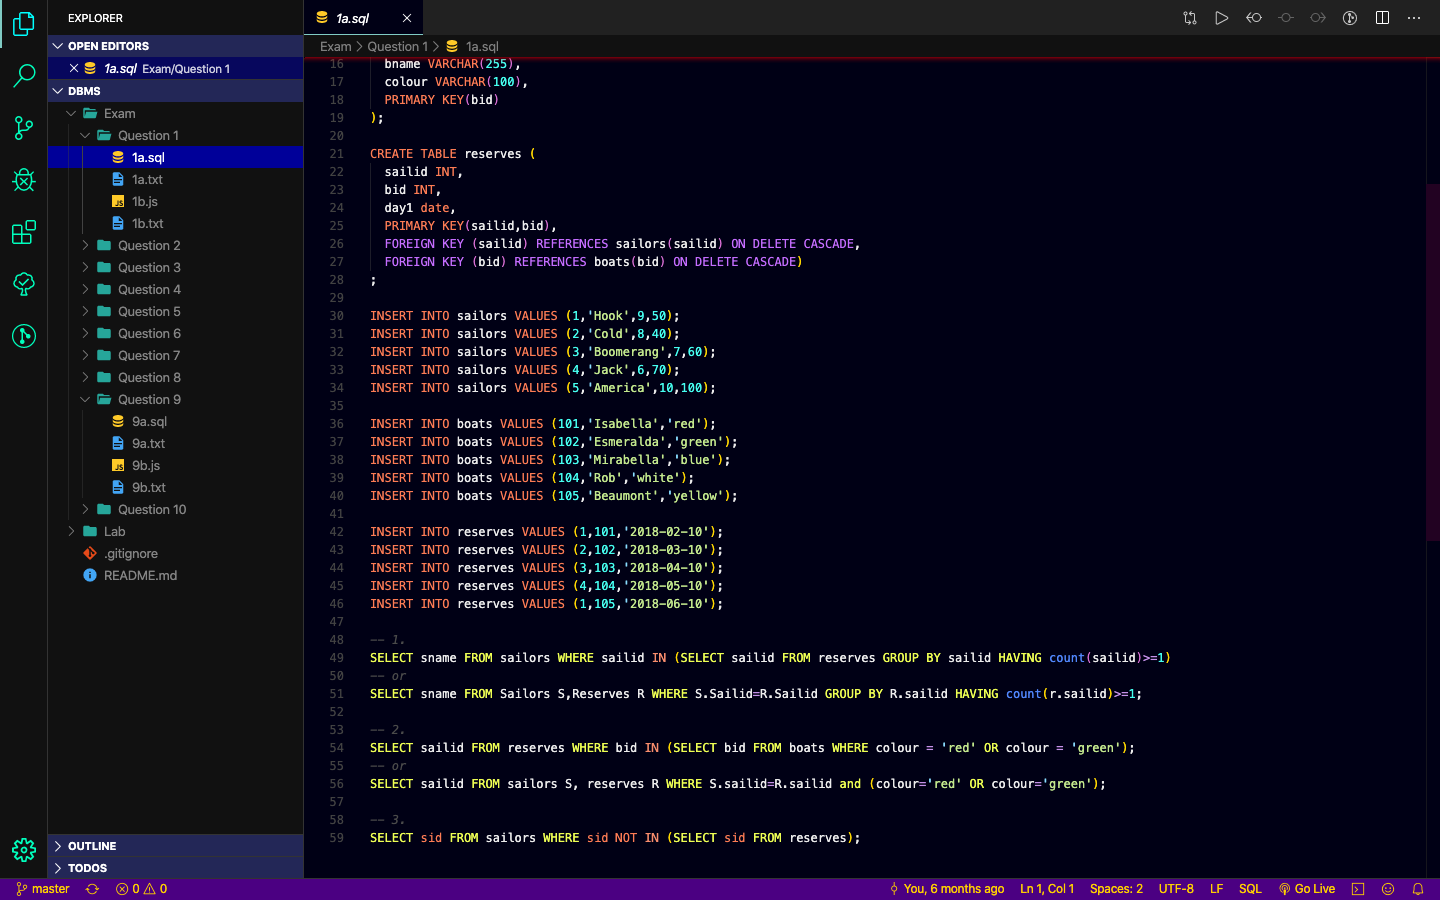 EXPLORER
OPEN EDITORS
1a.sql Exam/Question 1
DBMS
Exam
Question 1
1a.sql
1a.txt
1b.js
1b.txt
Question 2
Question 3
Question 4
Question 5
Question 6
Question 7
Question 8
Question 9
9a.sql
9a.txt
9b.js
9b.txt
Question 10
Lab
.gitignore
README.md
OUTLINE
TODOS
1a.sql
Exam > Question 1 > 1a.sql
16 bname VARCHAR(255),
17 colour VARCHAR(100),
18 PRIMARY KEY(bid)
19 );
20
21 CREATE TABLE reserves (
22 sailid INT,
23 bid INT,
24 day1 date,
25 PRIMARY KEY(sailid,bid),
26 FOREIGN KEY (sailid) REFERENCES sailors(sailid) ON DELETE CASCADE,
27 FOREIGN KEY (bid) REFERENCES boats(bid) ON DELETE CASCADE)
28 ;
29
30 INSERT INTO sailors VALUES (1,'Hook',9,50);
31 INSERT INTO sailors VALUES (2,'Cold',8,40);
32 INSERT INTO sailors VALUES (3,'Boomerang',7,60);
33 INSERT INTO sailors VALUES (4,'Jack',6,70);
34 INSERT INTO sailors VALUES (5,'America',10,100);
35
36 INSERT INTO boats VALUES (101,'Isabella','red');
37 INSERT INTO boats VALUES (102,'Esmeralda','green');
38 INSERT INTO boats VALUES (103,'Mirabella','blue');
39 INSERT INTO boats VALUES (104,'Rob','white');
40 INSERT INTO boats VALUES (105,'Beaumont','yellow');
41
42 INSERT INTO reserves VALUES (1,101,'2018-02-10');
43 INSERT INTO reserves VALUES (2,102,'2018-03-10');
44 INSERT INTO reserves VALUES (3,103,'2018-04-10');
45 INSERT INTO reserves VALUES (4,104,'2018-05-10');
46 INSERT INTO reserves VALUES (1,105,'2018-06-10');
47
48 -- 1.
49 SELECT sname FROM sailors WHERE sailid IN (SELECT sailid FROM reserves GROUP BY sailid HAVING count(sailid)>=1)
50 -- or
51 SELECT sname FROM Sailors S,Reserves R WHERE S.Sailid=R.Sailid GROUP BY R.sailid HAVING count(r.sailid)>=1;
52
53 -- 2.
54 SELECT sailid FROM reserves WHERE bid IN (SELECT bid FROM boats WHERE colour = 'red' OR colour = 'green');
55 -- or
56 SELECT sailid FROM sailors S, reserves R WHERE S.sailid=R.sailid and (colour='red' OR colour='green');
57
58 -- 3.
59 SELECT sid FROM sailors WHERE sid NOT IN (SELECT sid FROM reserves);
master 0 0 You, 6 months ago Ln 1, Col 1 Spaces: 2 UTF-8 LF SQL Go Live